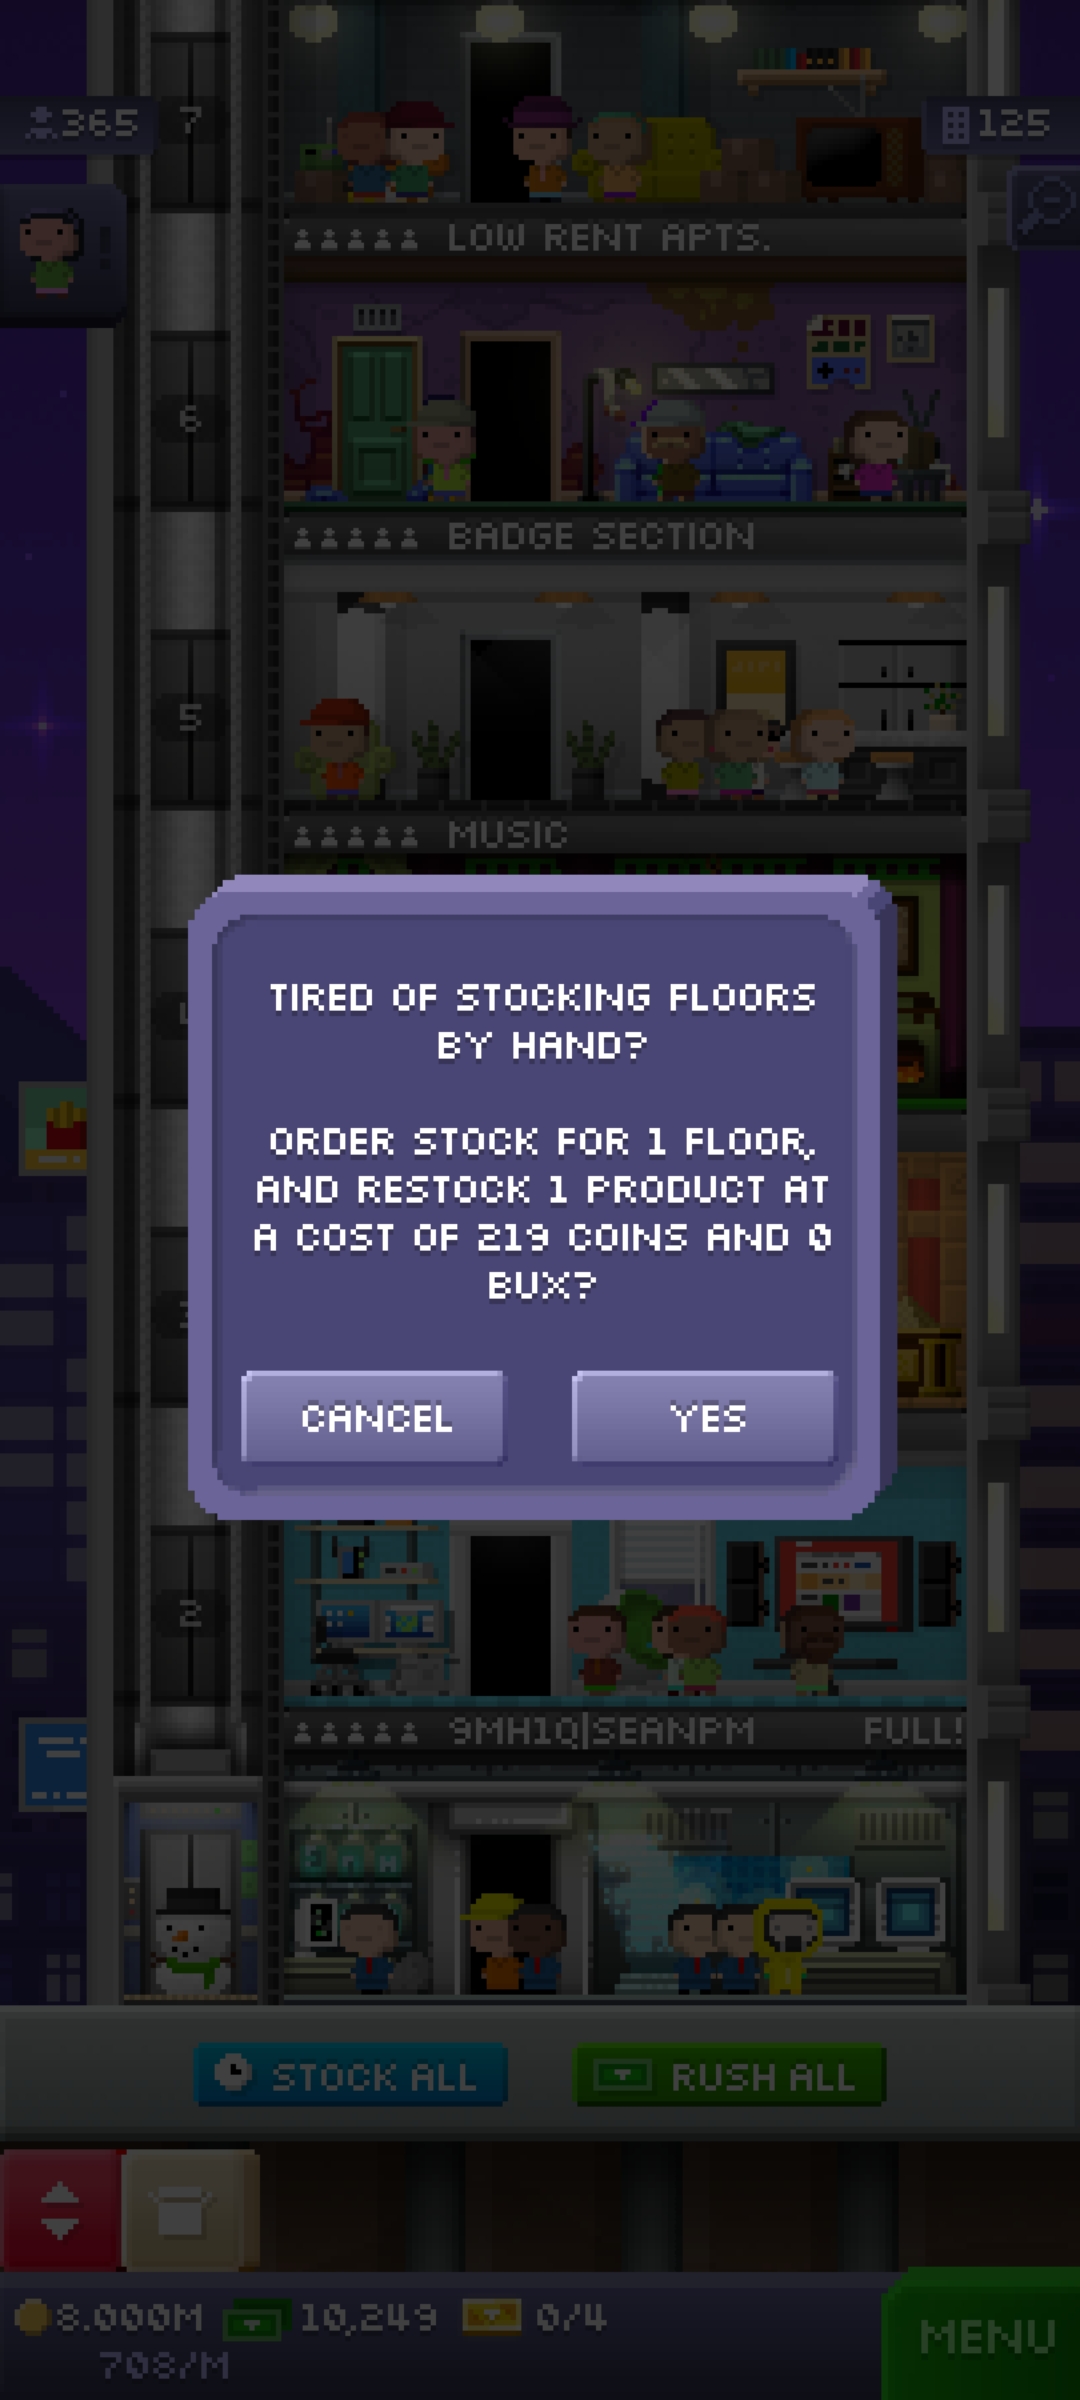 365
7
125
LOW RENT APTS.
6
BADGE SECTION
5
MUSIC
TIRED OF STOCKING FLOORS
BY HAND?
ORDER STOCK FOR 1 FLOOR,
AND RESTOCK 1 PRODUCT AT
A COST OF 219 COINS AND 0
BUX?
CANCEL
YES
2
9MH1Q|SEANPM
FULL!
STOCK ALL
RUSH ALL
8.000M
10,249
0/4
708/M
MENU